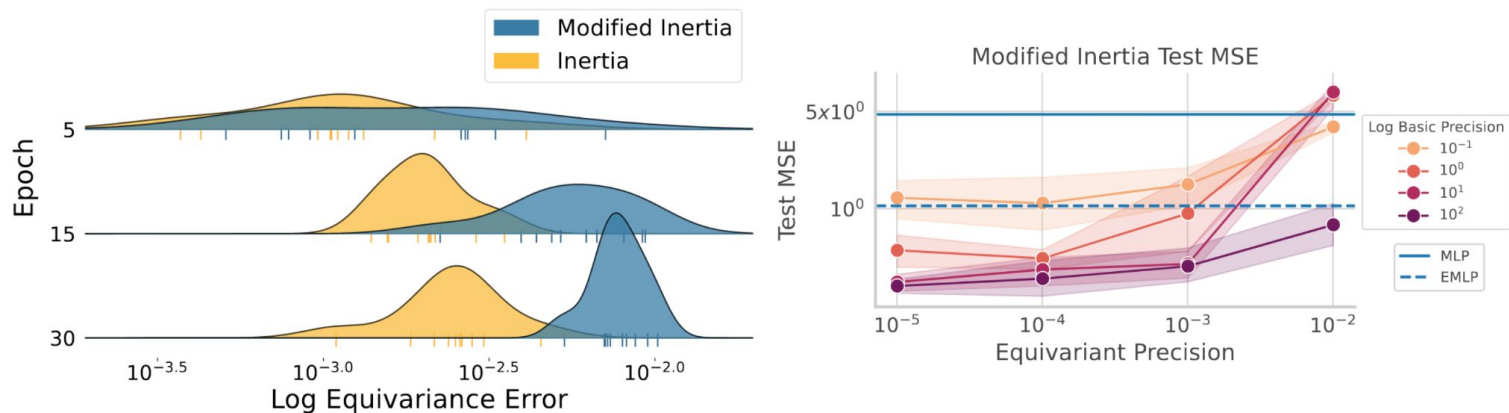 Modified Inertia
Inertia
Epoch
5
15
30
10^{-3.5}
10^{-3.0}
10^{-2.5}
10^{-2.0}
Log Equivariance Error
Modified Inertia Test MSE
Test MSE
5x10^0
10^0
10^{-5}
10^{-4}
10^{-3}
10^{-2}
Equivariant Precision
Log Basic Precision
10^{-1}
10^0
10^1
10^2
MLP
EMLP